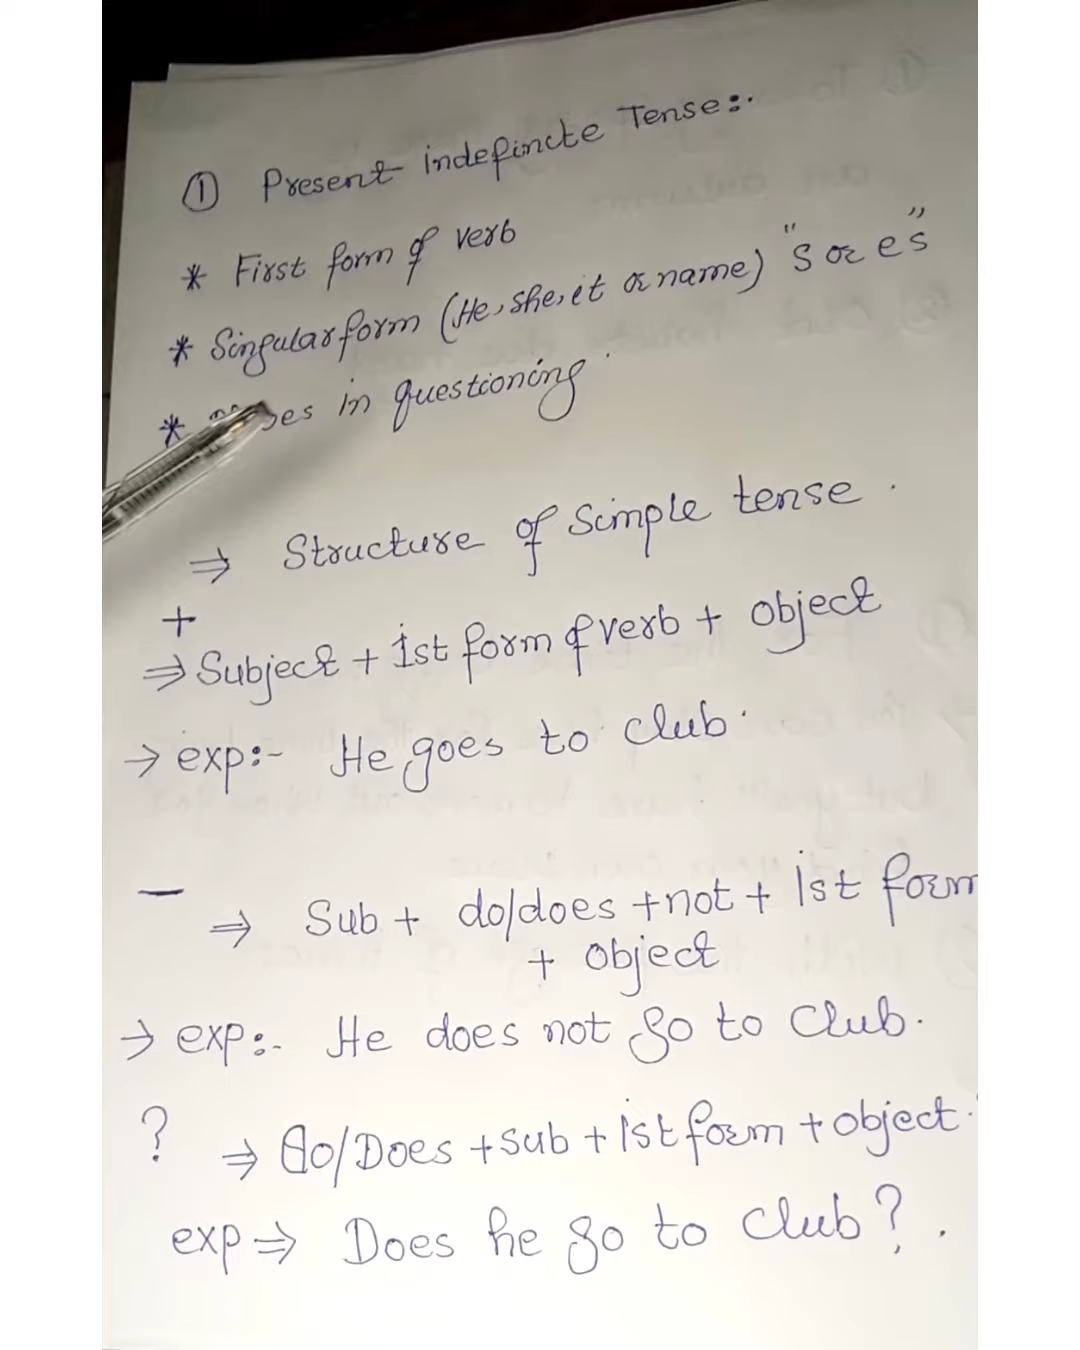 ① Present indefincte Tense:-
* First form of verb
* Singular form (He, she, it or name) "s or es"
* in questioning
⇒ Structure of Simple tense.
+
⇒ Subject + 1st form of verb + object
→ exp:- He goes to club.
—
⇒ Sub + do/does + not + 1st form
+ object
→ exp:- He does not go to club.
?
⇒ Do/Does + sub + 1st form + object.
exp ⇒ Does he go to club?.